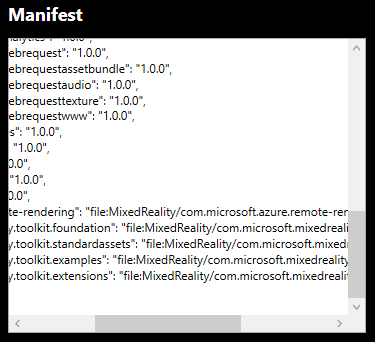 Manifest
ebrequest": "1.0.0",
ebrequestassetbundle": "1.0.0",
ebrequestaudio": "1.0.0",
ebrequesttexture": "1.0.0",
ebrequestwww": "1.0.0",
s": "1.0.0",
"1.0.0",
0.0",
"1.0.0",
0.0",
te-rendering": "file:MixedReality/com.microsoft.azure.remote-ren
y.toolkit.foundation": "file:MixedReality/com.microsoft.mixedreali
y.toolkit.standardassets": "file:MixedReality/com.microsoft.mixedr
y.toolkit.examples": "file:MixedReality/com.microsoft.mixedreality
y.toolkit.extensions": "file:MixedReality/com.microsoft.mixedreali